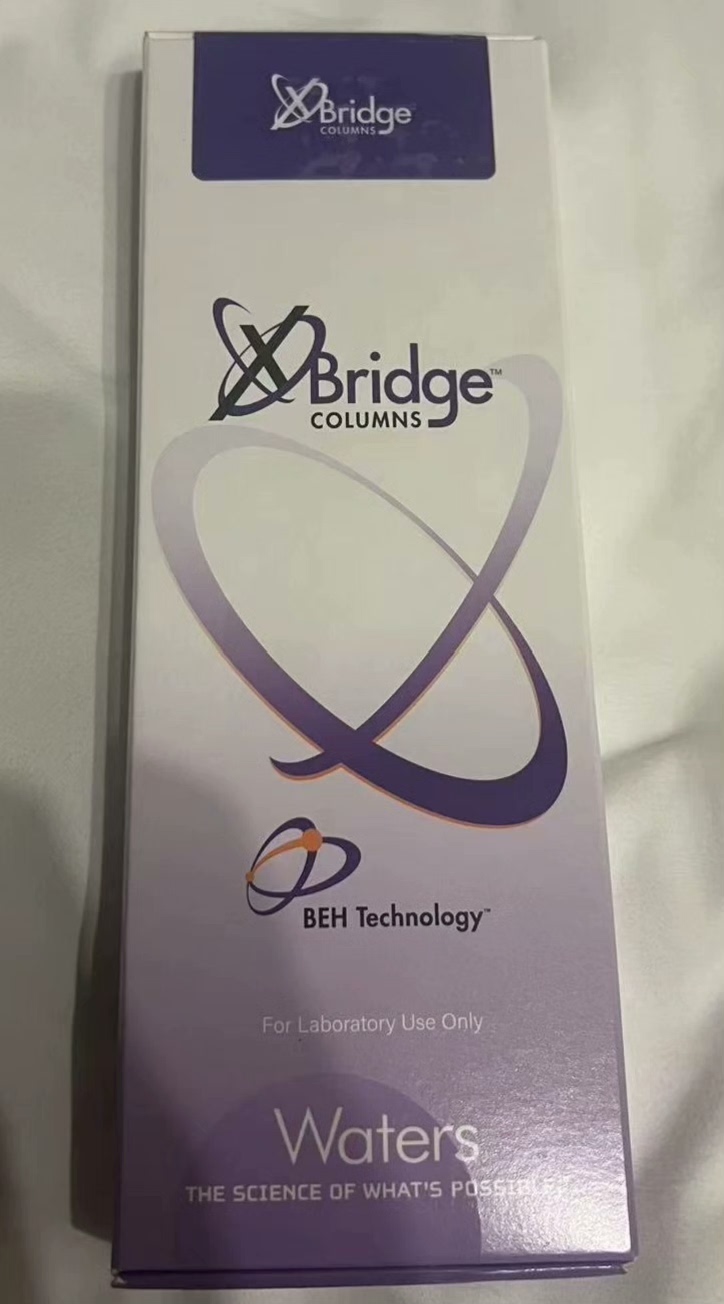 XBridge
COLUMNS
XBridge™
COLUMNS
BEH Technology™
For Laboratory Use Only
Waters
THE SCIENCE OF WHAT'S POSSIBLE.